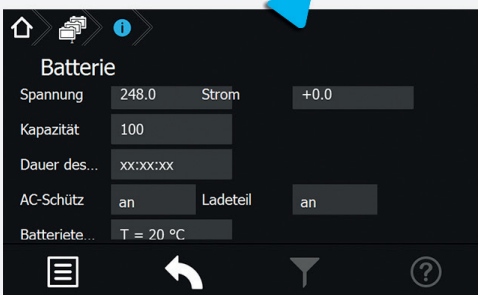 Batterie
Spannung 248.0 Strom +0.0
Kapazität 100
Dauer des... xx:xx:xx
AC-Schütz an Ladeteil an
Batteriete... T = 20 °C